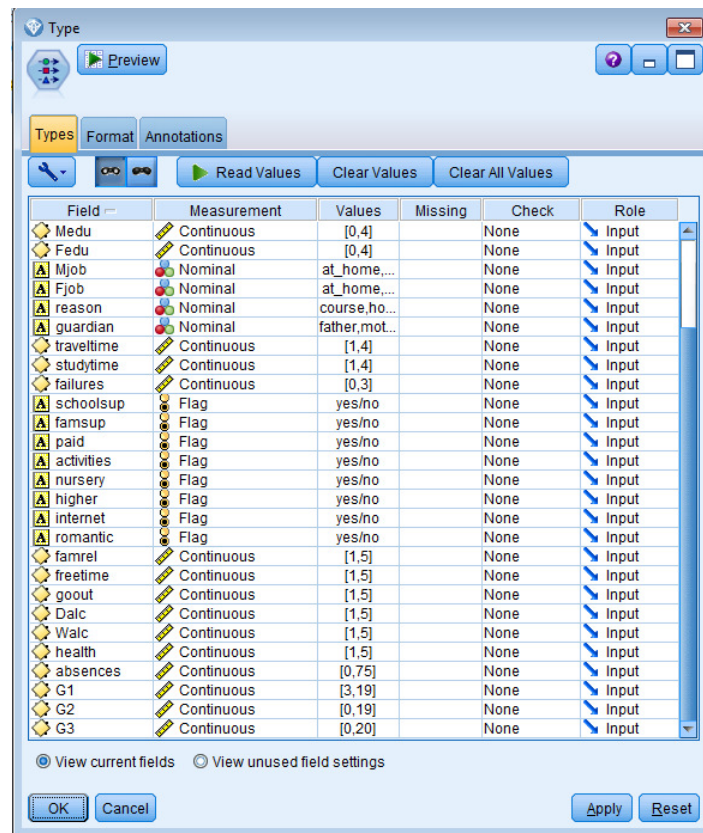 Type
Preview
Types Format Annotations
Read Values Clear Values Clear All Values
Field Measurement Values Missing Check Role
Medu Continuous [0,4] None Input
Fedu Continuous [0,4] None Input
A Mjob Nominal at_home,... None Input
A Fjob Nominal at_home,... None Input
A reason Nominal course,ho... None Input
A guardian Nominal father,mot... None Input
traveltime Continuous [1,4] None Input
studytime Continuous [1,4] None Input
failures Continuous [0,3] None Input
A schoolsup Flag yes/no None Input
A famsup Flag yes/no None Input
A paid Flag yes/no None Input
A activities Flag yes/no None Input
A nursery Flag yes/no None Input
A higher Flag yes/no None Input
A internet Flag yes/no None Input
A romantic Flag yes/no None Input
famrel Continuous [1,5] None Input
freetime Continuous [1,5] None Input
goout Continuous [1,5] None Input
Dalc Continuous [1,5] None Input
Walc Continuous [1,5] None Input
health Continuous [1,5] None Input
absences Continuous [0,75] None Input
G1 Continuous [3,19] None Input
G2 Continuous [0,19] None Input
G3 Continuous [0,20] None Input
View current fields View unused field settings
OK Cancel Apply Reset